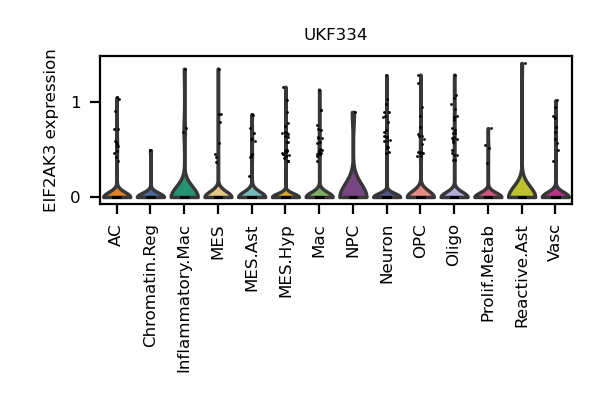 UKF334
EIF2AK3 expression
1
0
AC
Chromatin.Reg
Inflammatory.Mac
MES
MES.Ast
MES.Hyp
Mac
NPC
Neuron
OPC
Oligo
Prolif.Metab
Reactive.Ast
Vasc